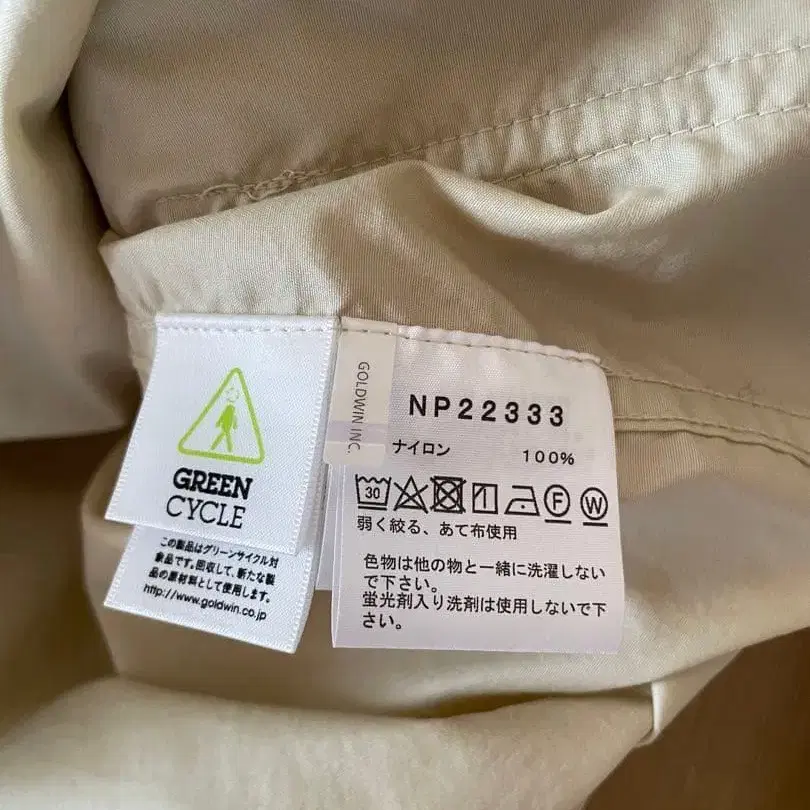 GREEN
CYCLE
この製品はグリーンサイクル対
象品です。回収して、新たな製
品の原材料として使用します。
http://www.goldwin.co.jp
GOLDWIN INC.
NP22333
ナイロン 100%
30 F W
弱く絞る、あて布使用
色物は他の物と一緒に洗濯しない
で下さい。
蛍光剤入り洗剤は使用しないで下
さい。